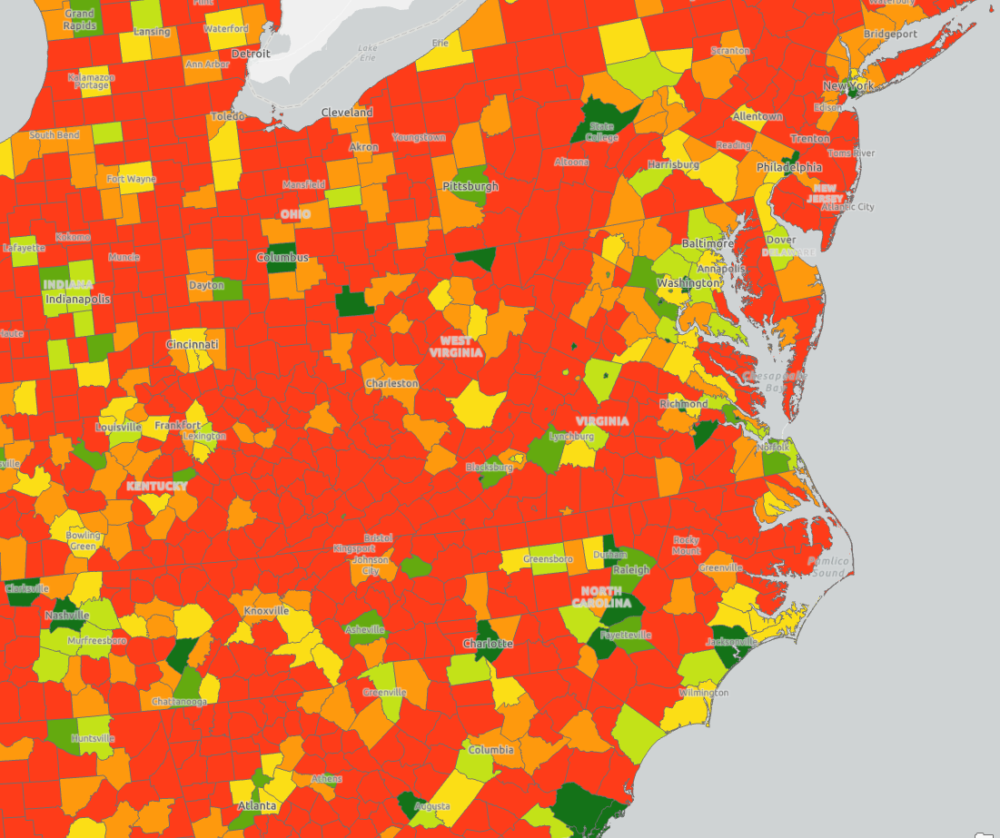 Flint
Waterbury
Grand
Rapids
Lansing
Waterford
Bridgeport
Erie
Lake
Erie
Scranton
Detroit
Ann Arbor
Kalamazoo
Portage
New York
Edison
Toledo
Cleveland
Allentown
State
College
South Bend
Akron
Youngstown
Reading
Trenton
Toms River
Altoona
Harrisburg
Philadelphia
Fort Wayne
Mansfield
Pittsburgh
NEW
JERSEY
Atlantic City
OHIO
Kokomo
Lafayette
Muncie
Columbus
Baltimore
Dover
DELAWARE
Annapolis
INDIANA
Indianapolis
Dayton
Washington
Cincinnati
WEST
VIRGINIA
Charleston
Chesapeake
Bay
Richmond
Louisville
Frankfort
Lexington
VIRGINIA
Lynchburg
Norfolk
Blacksburg
KENTUCKY
Bowling
Green
Bristol
Kingsport
Johnson
City
Rocky
Mount
Greensboro
Durham
Raleigh
Greenville
Pamlico
Sound
Clarksville
NORTH
CAROLINA
Nashville
Knoxville
Murfreesboro
Asheville
Charlotte
Fayetteville
Jacksonville
Chattanooga
Greenville
Wilmington
Huntsville
Columbia
Athens
Atlanta
Augusta